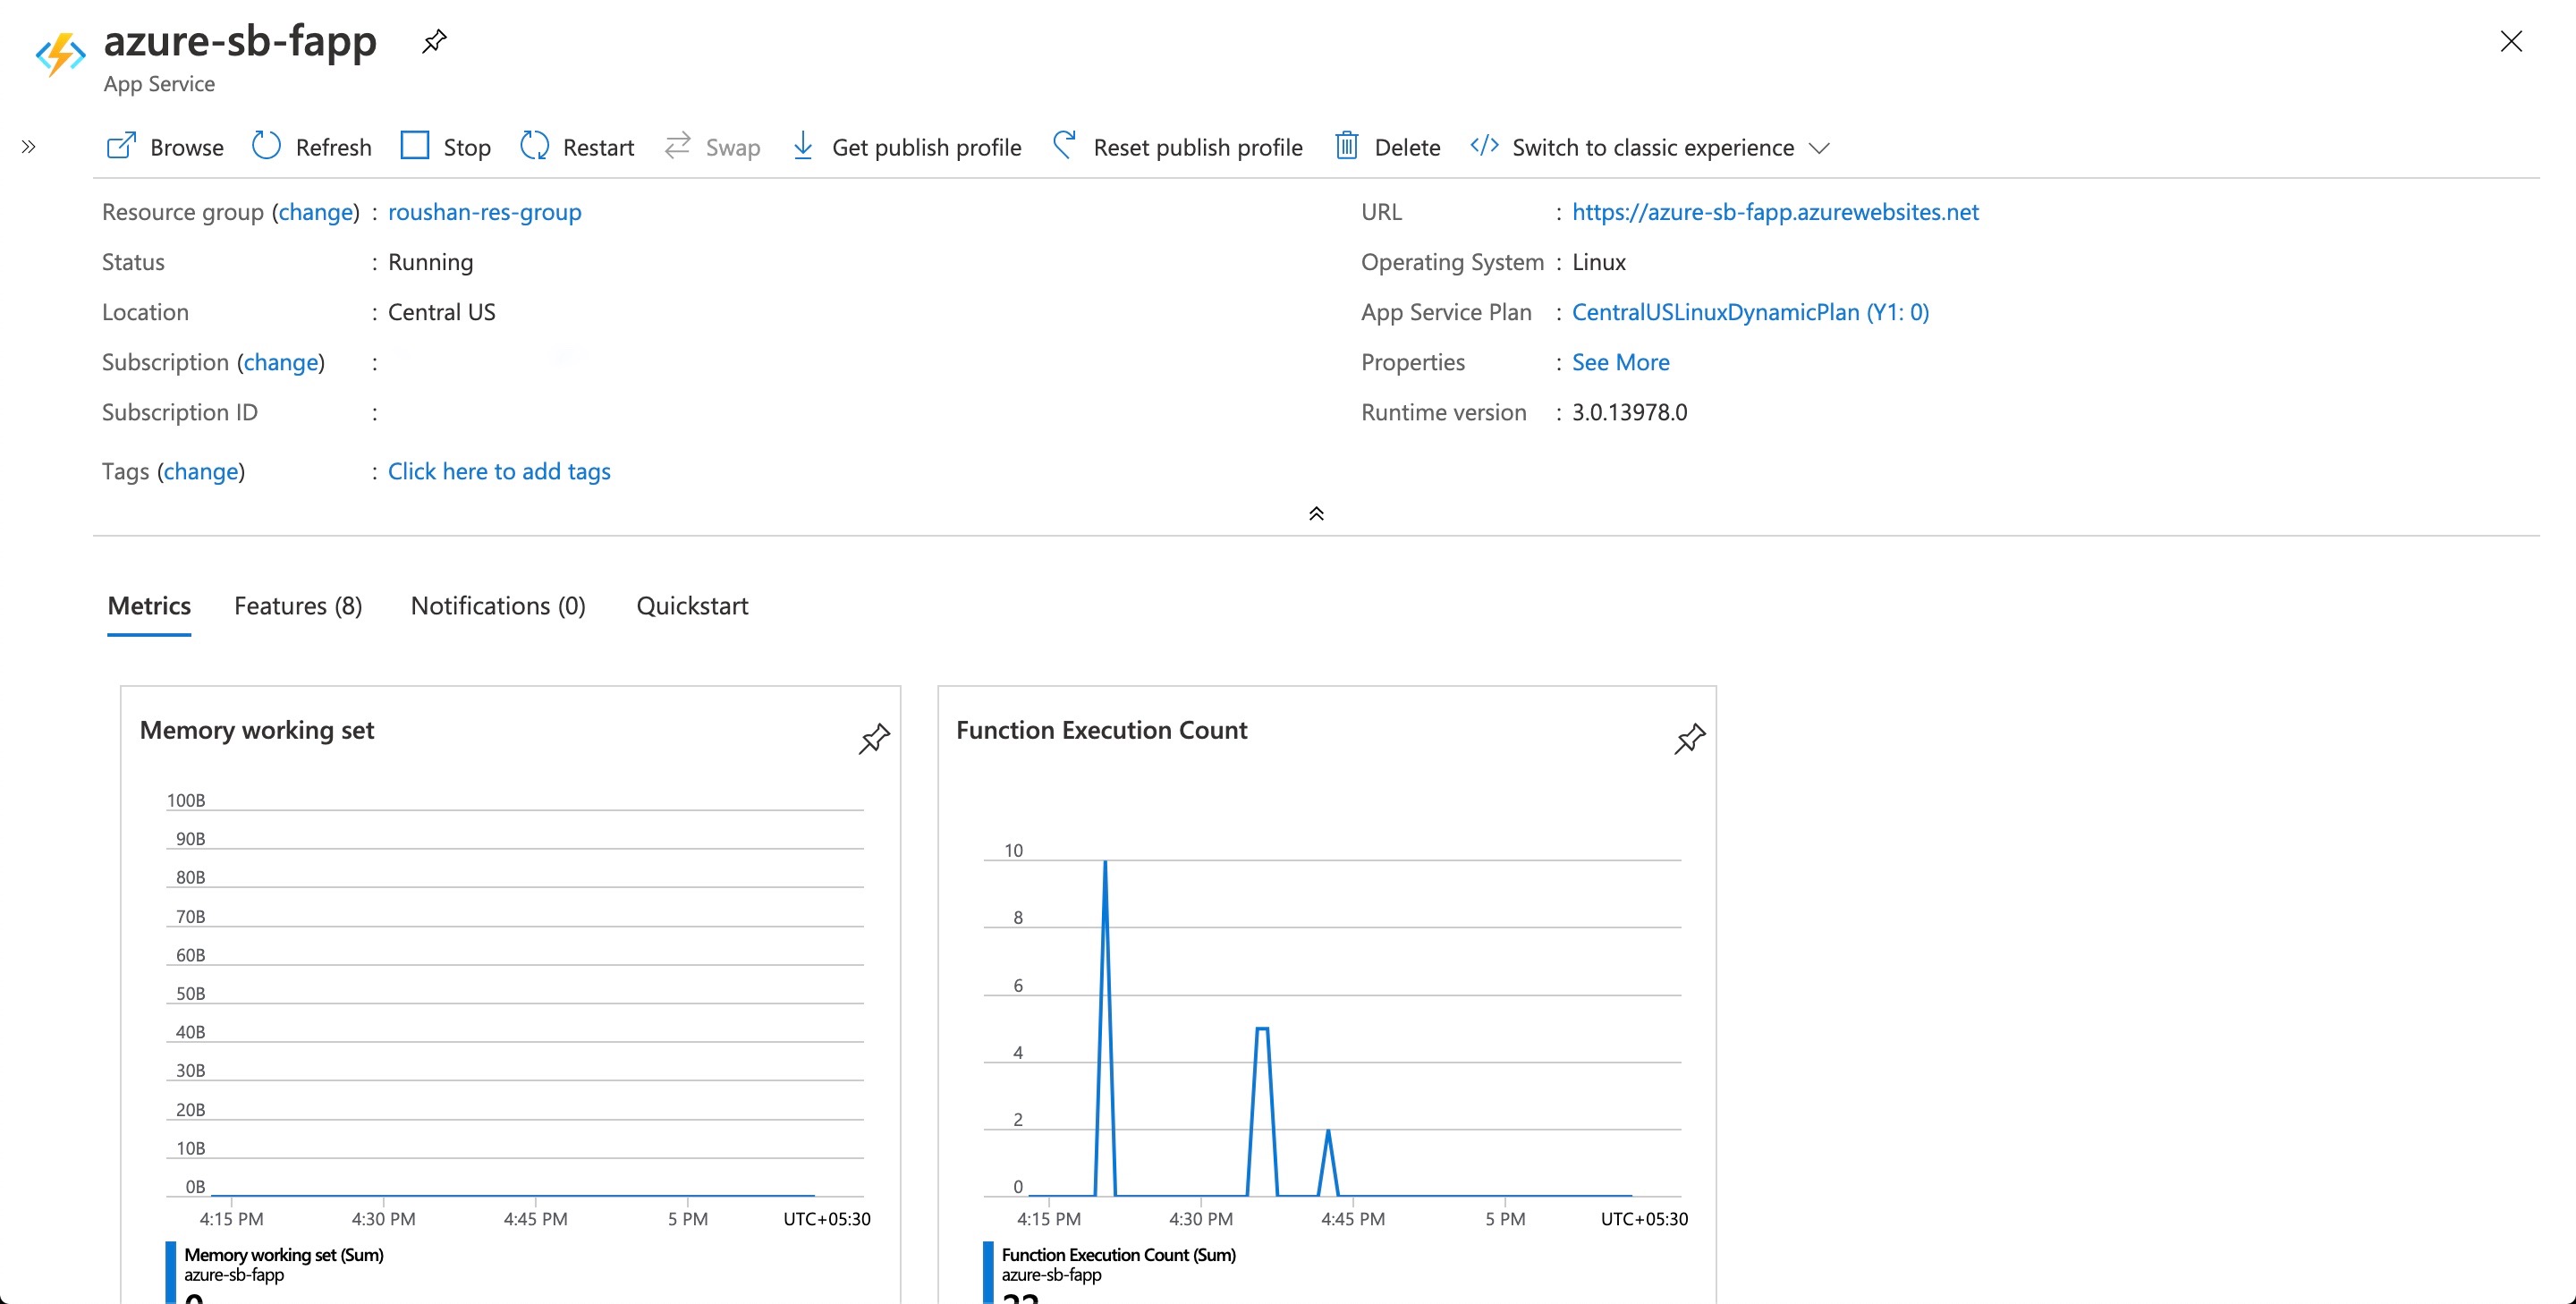 azure-sb-fapp
App Service
Browse Refresh Stop Restart Swap Get publish profile Reset publish profile Delete Switch to classic experience
Resource group (change) : roushan-res-group
Status : Running
Location : Central US
Subscription (change) :
Subscription ID :
Tags (change) : Click here to add tags
URL : https://azure-sb-fapp.azurewebsites.net
Operating System : Linux
App Service Plan : CentralUSLinuxDynamicPlan (Y1: 0)
Properties : See More
Runtime version : 3.0.13978.0
Metrics Features (8) Notifications (0) Quickstart
Memory working set
100B
90B
80B
70B
60B
50B
40B
30B
20B
10B
0B
4:15 PM 4:30 PM 4:45 PM 5 PM UTC+05:30
Memory working set (Sum)
azure-sb-fapp
Function Execution Count
10
8
6
4
2
0
4:15 PM 4:30 PM 4:45 PM 5 PM UTC+05:30
Function Execution Count (Sum)
azure-sb-fapp